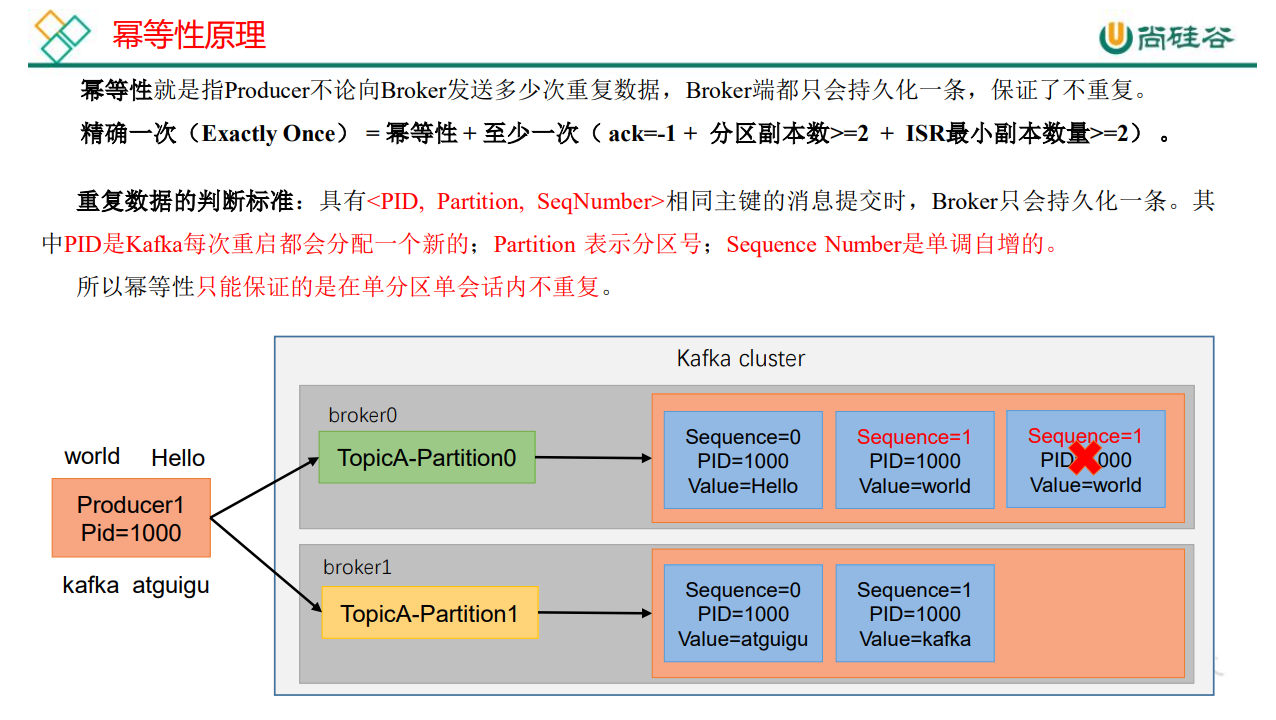 幂等性原理
尚硅谷
幂等性就是指Producer不论向Broker发送多少次重复数据，Broker端都只会持久化一条，保证了不重复。
精确一次（Exactly Once） = 幂等性 + 至少一次（ ack=-1 + 分区副本数>=2 + ISR最小副本数量>=2） 。
重复数据的判断标准：具有<PID, Partition, SeqNumber>相同主键的消息提交时，Broker只会持久化一条。其
中PID是Kafka每次重启都会分配一个新的；Partition 表示分区号；Sequence Number是单调自增的。
所以幂等性只能保证的是在单分区单会话内不重复。
Kafka cluster
broker0
world Hello
Producer1
Pid=1000
kafka atguigu
TopicA-Partition0
Sequence=0
PID=1000
Value=Hello
Sequence=1
PID=1000
Value=world
Sequence=1
PID=1000
Value=world
broker1
TopicA-Partition1
Sequence=0
PID=1000
Value=atguigu
Sequence=1
PID=1000
Value=kafka